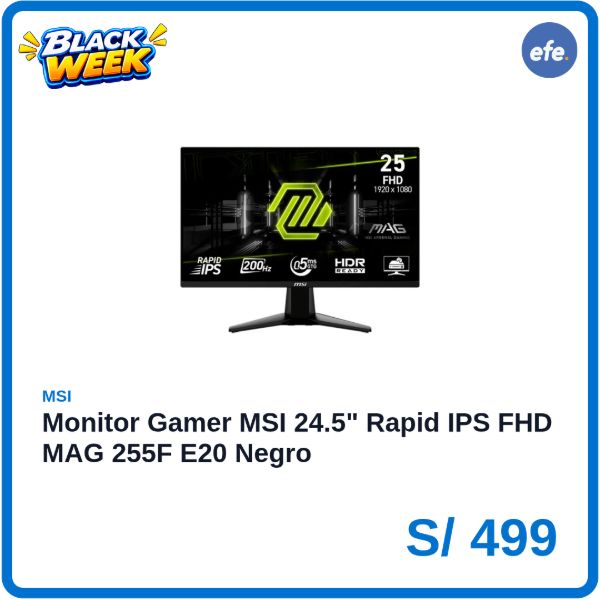 BLACK
WEEK
efe.
25
FHD
1920 x 1080
MAG
RAPID
IPS
200Hz
0.5ms
GTG
HDR
READY
msi
MSI
Monitor Gamer MSI 24.5" Rapid IPS FHD
MAG 255F E20 Negro
S/ 499